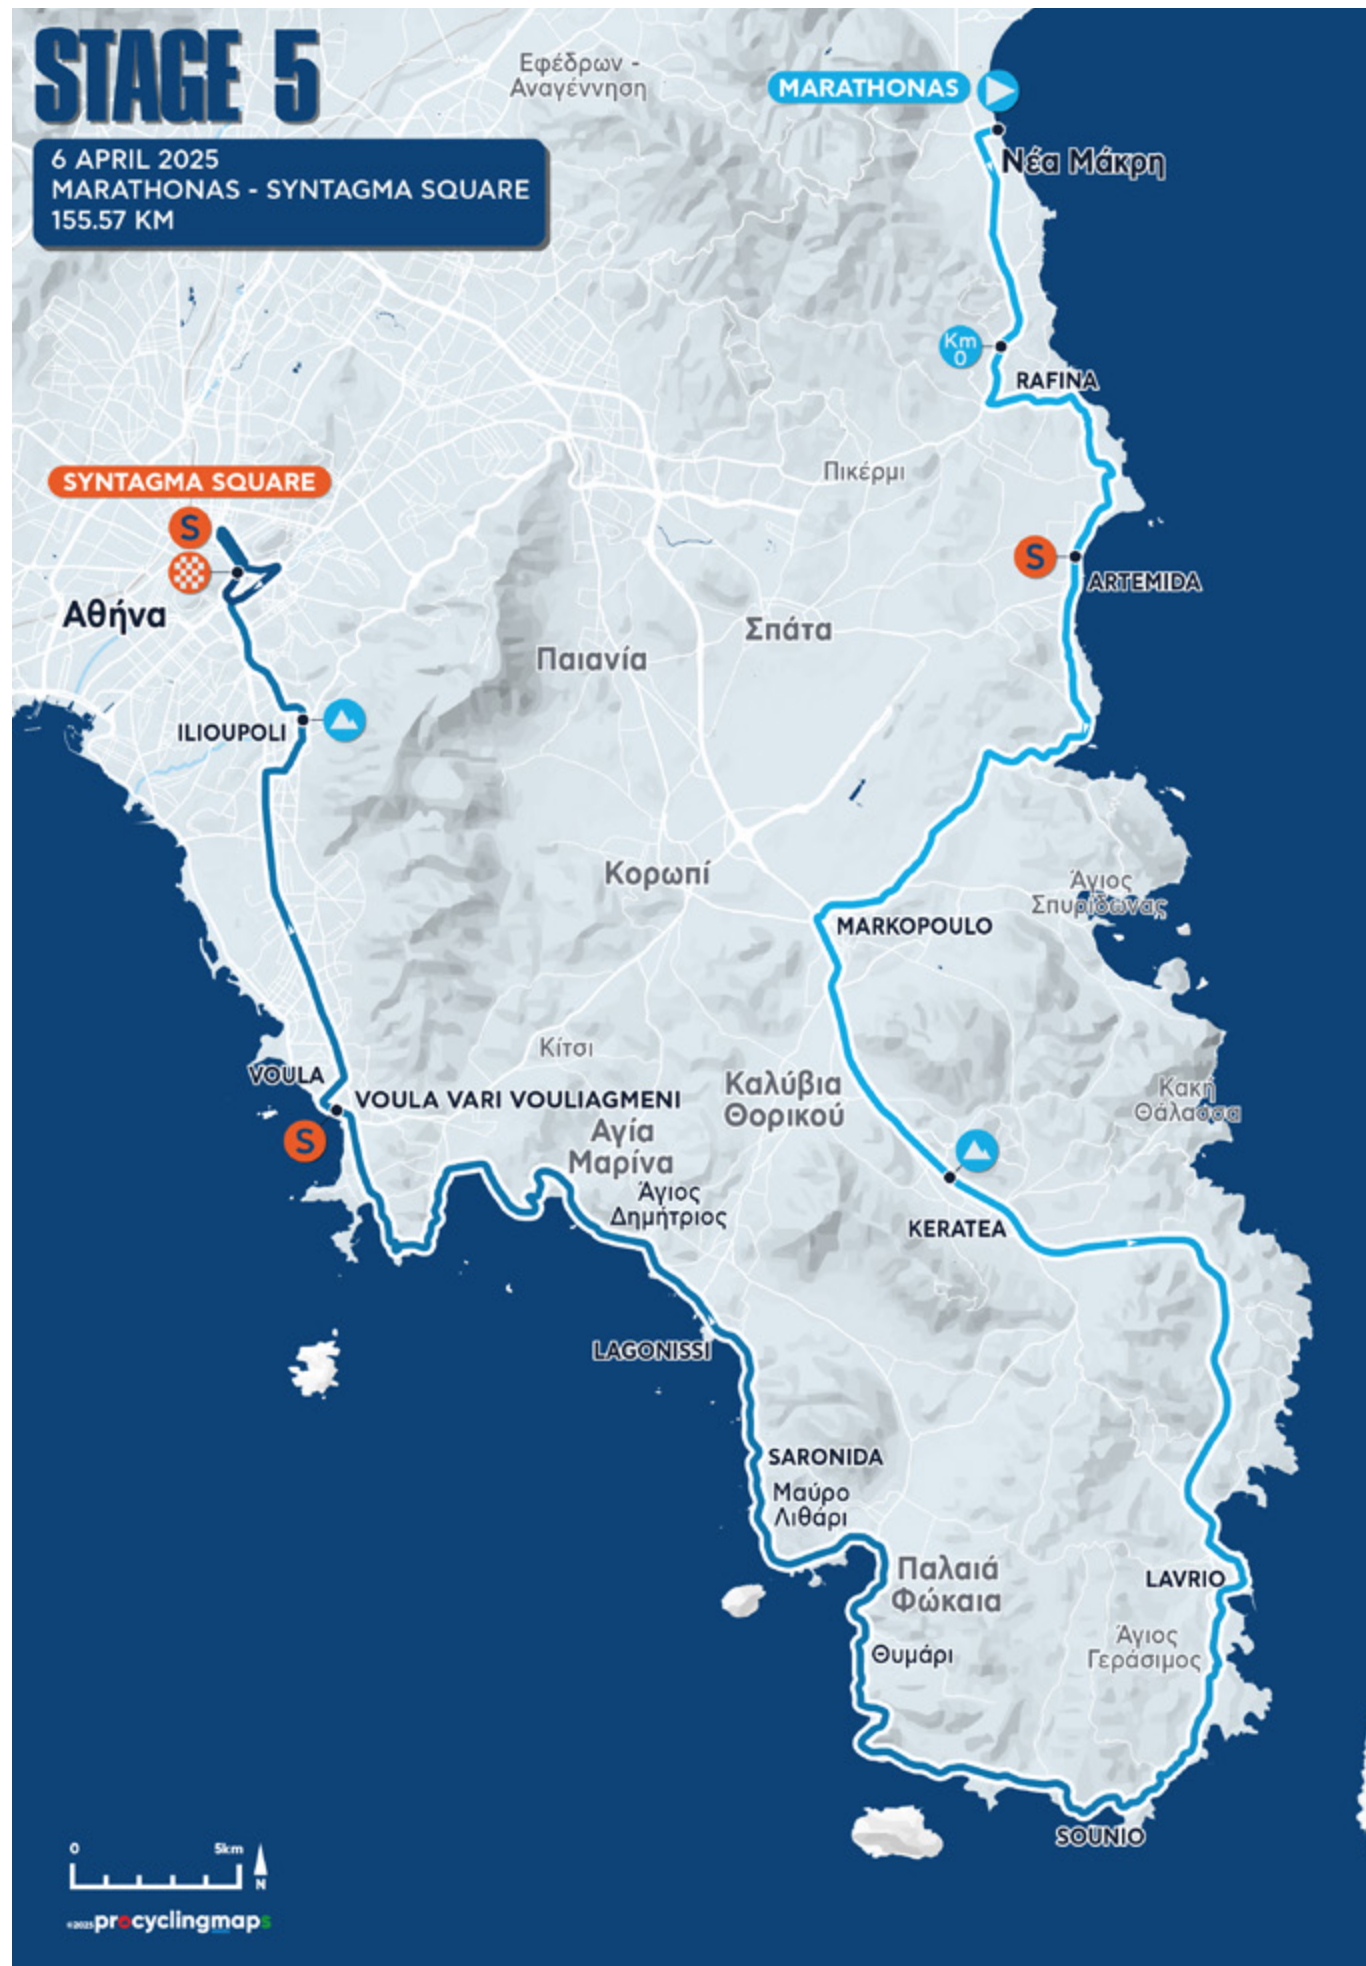 STAGE 5
6 APRIL 2025
MARATHONAS - SYNTAGMA SQUARE
155.57 KM
Εφέδρων -
Αναγέννηση
MARATHONAS
Νέα Μάκρη
Km
0
RAFINA
Πικέρμι
SYNTAGMA SQUARE
S
Αθήνα
S
ARTEMIDA
Σπάτα
Παιανία
ILIOUPOLI
Κορωπί
Άγιος
Σπυρίδωνας
MARKOPOULO
Κίτσι
VOULA
VOULA VARI VOULIAGMENI
S
Καλύβια
Θορικού
Κακή
Θάλασσα
Αγία
Μαρίνα
Άγιος
Δημήτριος
KERATEA
LAGONISSI
SARONIDA
Μαύρο
Λιθάρι
Παλαιά
Φώκαια
LAVRIO
Άγιος
Γεράσιμος
Θυμάρι
SOUNIO
0 5km
N
©2025 procyclingmaps